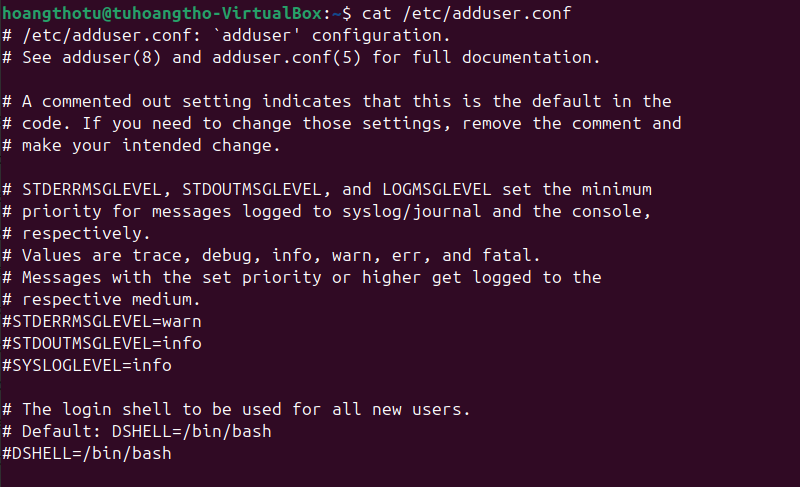 hoangthotu@tuhoangtho-VirtualBox:~$ cat /etc/adduser.conf
# /etc/adduser.conf: `adduser' configuration.
# See adduser(8) and adduser.conf(5) for full documentation.
# A commented out setting indicates that this is the default in the
# code. If you need to change those settings, remove the comment and
# make your intended change.
# STDERRMSGLEVEL, STDOUTMSGLEVEL, and LOGMSGLEVEL set the minimum
# priority for messages logged to syslog/journal and the console,
# respectively.
# Values are trace, debug, info, warn, err, and fatal.
# Messages with the set priority or higher get logged to the
# respective medium.
#STDERRMSGLEVEL=warn
#STDOUTMSGLEVEL=info
#SYSLOGLEVEL=info
# The login shell to be used for all new users.
# Default: DSHELL=/bin/bash
#DSHELL=/bin/bash